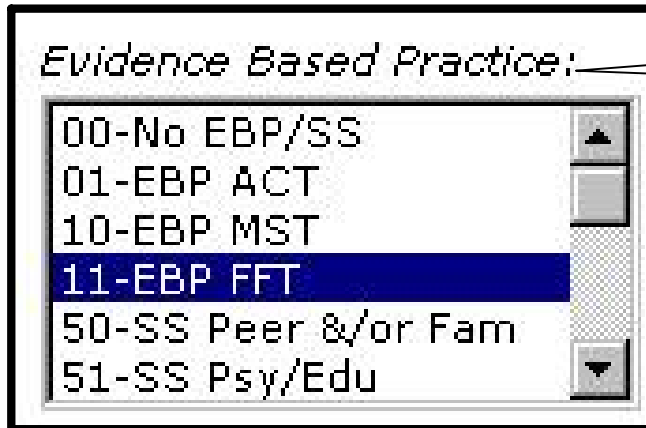 Evidence Based Practice:
00-No EBP/SS
01-EBP ACT
10-EBP MST
11-EBP FFT
50-SS Peer &/or Fam
51-SS Psy/Edu